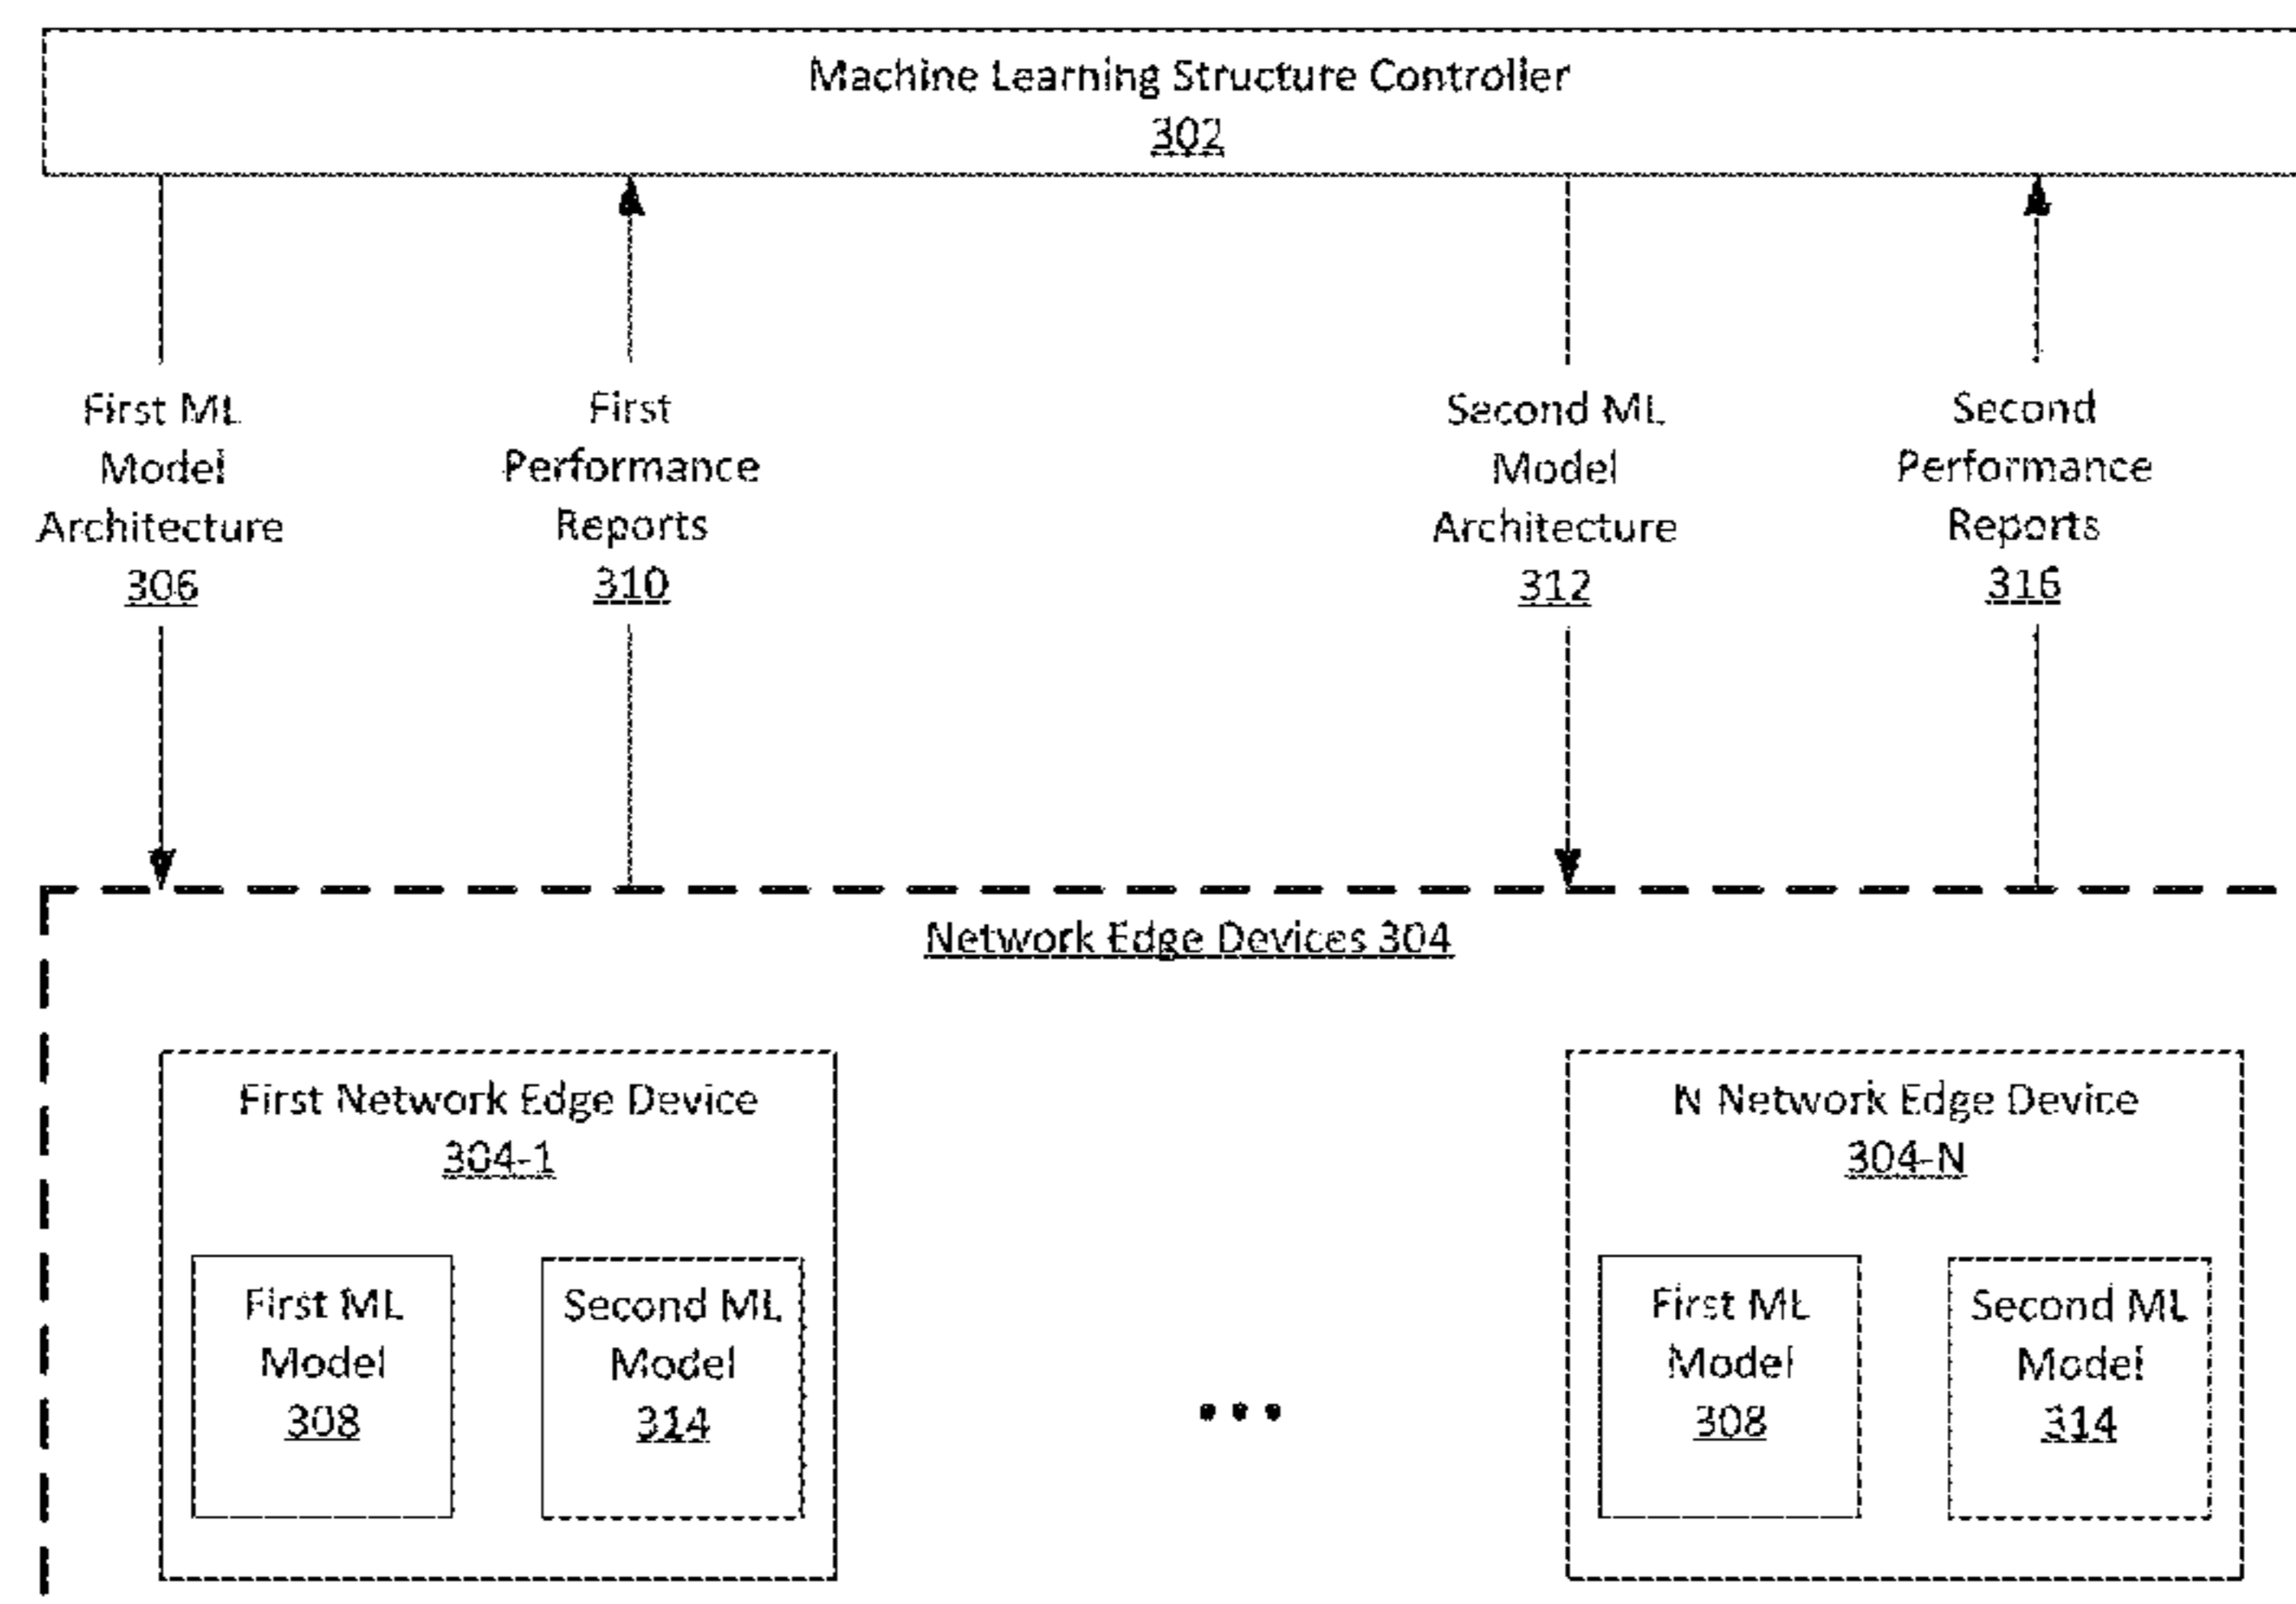 Machine Learning Structure Controller
302
First ML
Model
Architecture
306
First
Performance
Reports
310
Second ML
Model
Architecture
312
Second
Performance
Reports
316
Network Edge Devices 304
First Network Edge Device
304-1
First ML
Model
308
Second ML
Model
314
N Network Edge Device
304-N
First ML
Model
308
Second ML
Model
314